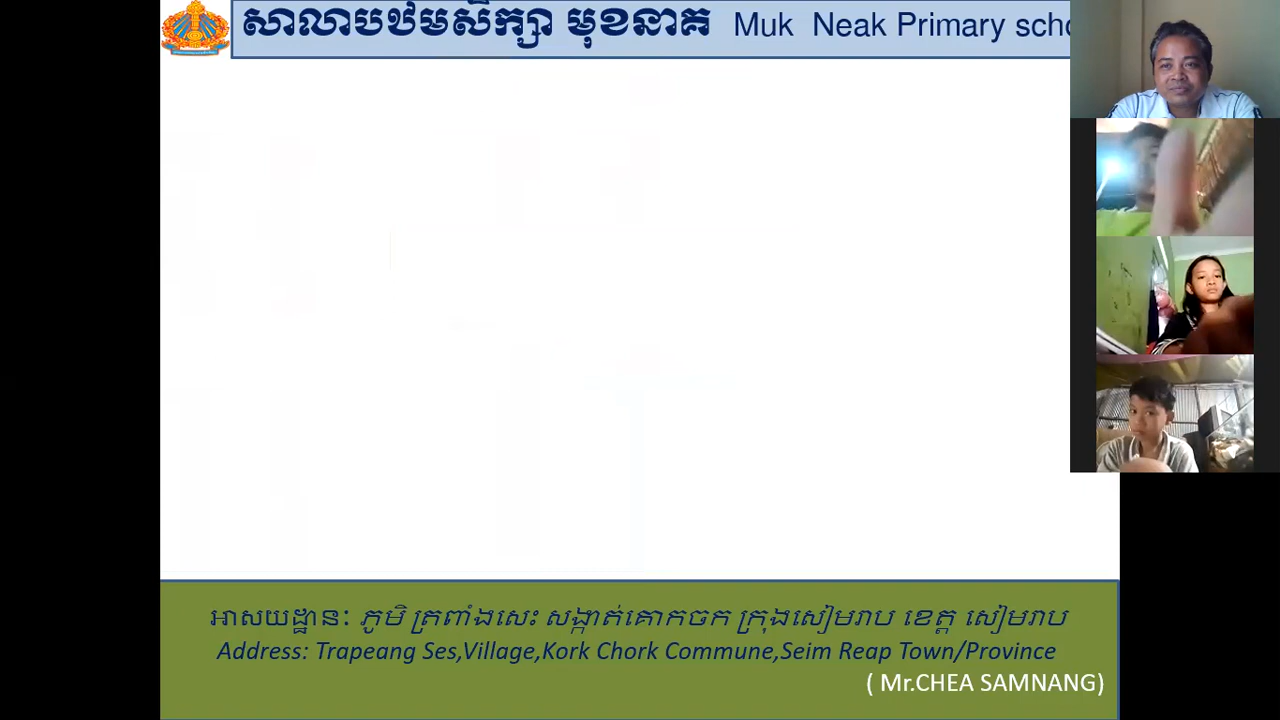 សាលាបឋមសិក្សា មុខនាគ Muk Neak Primary scho
អាសយដ្ឋាន: ភូមិ ត្រពាំងសេះ សង្កាត់គោកចក ក្រុងសៀមរាប ខេត្ត សៀមរាប
Address: Trapeang Ses,Village,Kork Chork Commune,Seim Reap Town/Province
( Mr.CHEA SAMNANG)